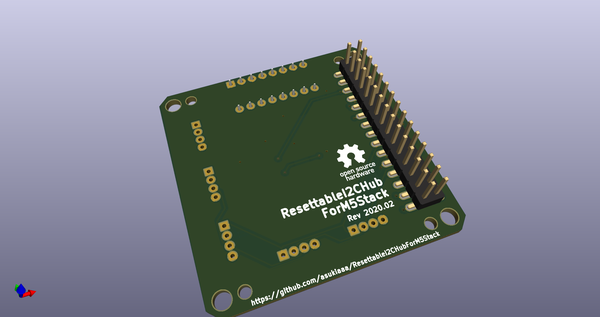 open source
hardware
ResettableI2CHub
ForM5Stack
Rev 2020.02
https://github.com/asukiaaa/ResettableI2CHubForM5Stack